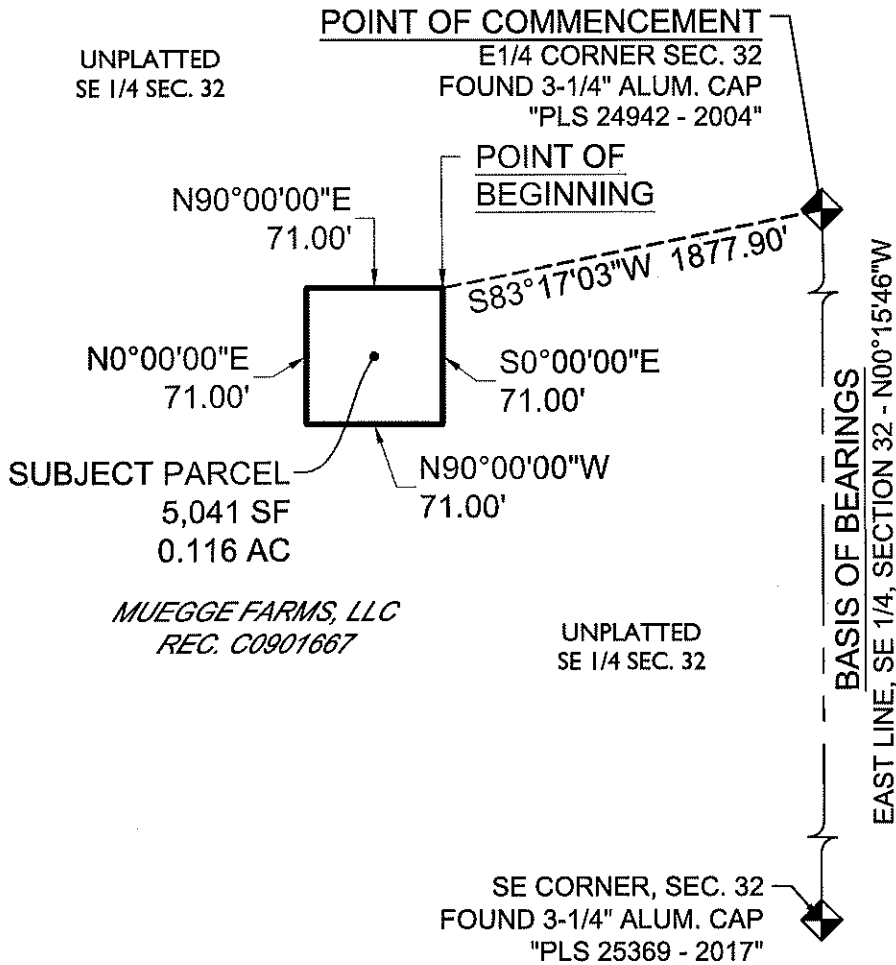 POINT OF COMMENCEMENT
E1/4 CORNER SEC. 32
FOUND 3-1/4" ALUM. CAP
"PLS 24942 - 2004"
UNPLATTED
SE 1/4 SEC. 32
POINT OF
BEGINNING
N90°00'00"E
71.00'
S83°17'03"W 1877.90'
N0°00'00"E
71.00'
S0°00'00"E
71.00'
N90°00'00"W
71.00'
SUBJECT PARCEL
5,041 SF
0.116 AC
MUEGGE FARMS, LLC
REC. C0901667
UNPLATTED
SE 1/4 SEC. 32
BASIS OF BEARINGS
EAST LINE, SE 1/4, SECTION 32 - N00°15'46"W
SE CORNER, SEC. 32
FOUND 3-1/4" ALUM. CAP
"PLS 25369 - 2017"